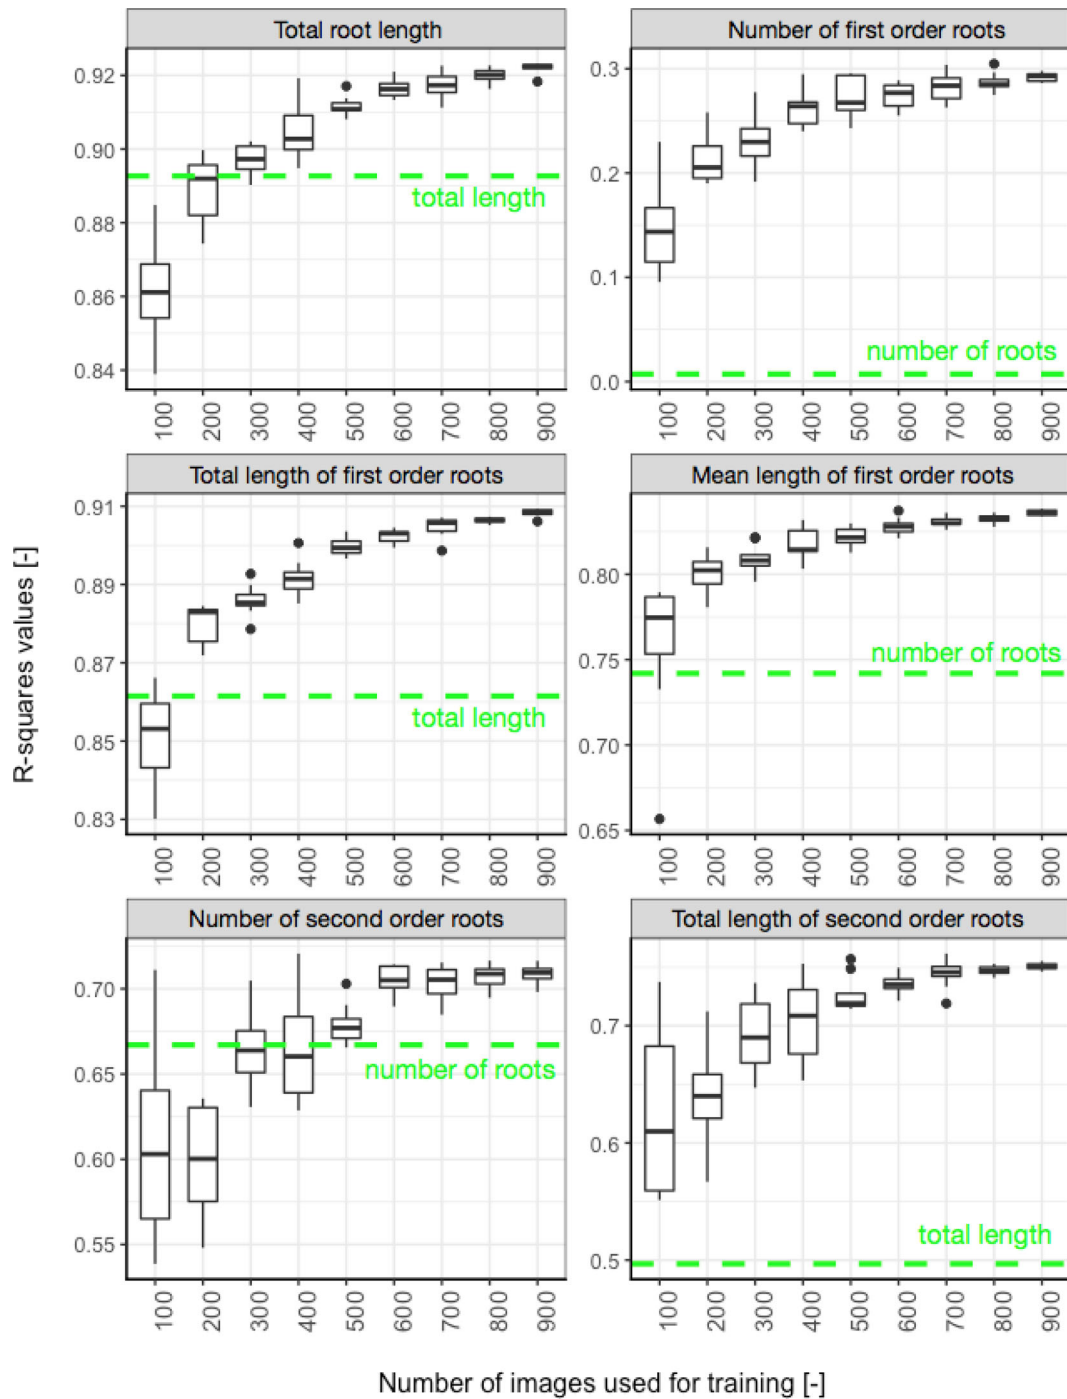 Total root length
Number of first order roots
0.92
0.90
0.88
0.86
0.84
total length
0.3
0.2
0.1
0.0
number of roots
100 200 300 400 500 600 700 800 900
100 200 300 400 500 600 700 800 900
Total length of first order roots
Mean length of first order roots
0.91
0.89
0.87
0.85
0.83
total length
0.80
0.75
0.70
0.65
number of roots
100 200 300 400 500 600 700 800 900
100 200 300 400 500 600 700 800 900
Number of second order roots
Total length of second order roots
0.70
0.65
0.60
0.55
number of roots
0.7
0.6
0.5
total length
100 200 300 400 500 600 700 800 900
100 200 300 400 500 600 700 800 900
R-squares values [-]
Number of images used for training [-]